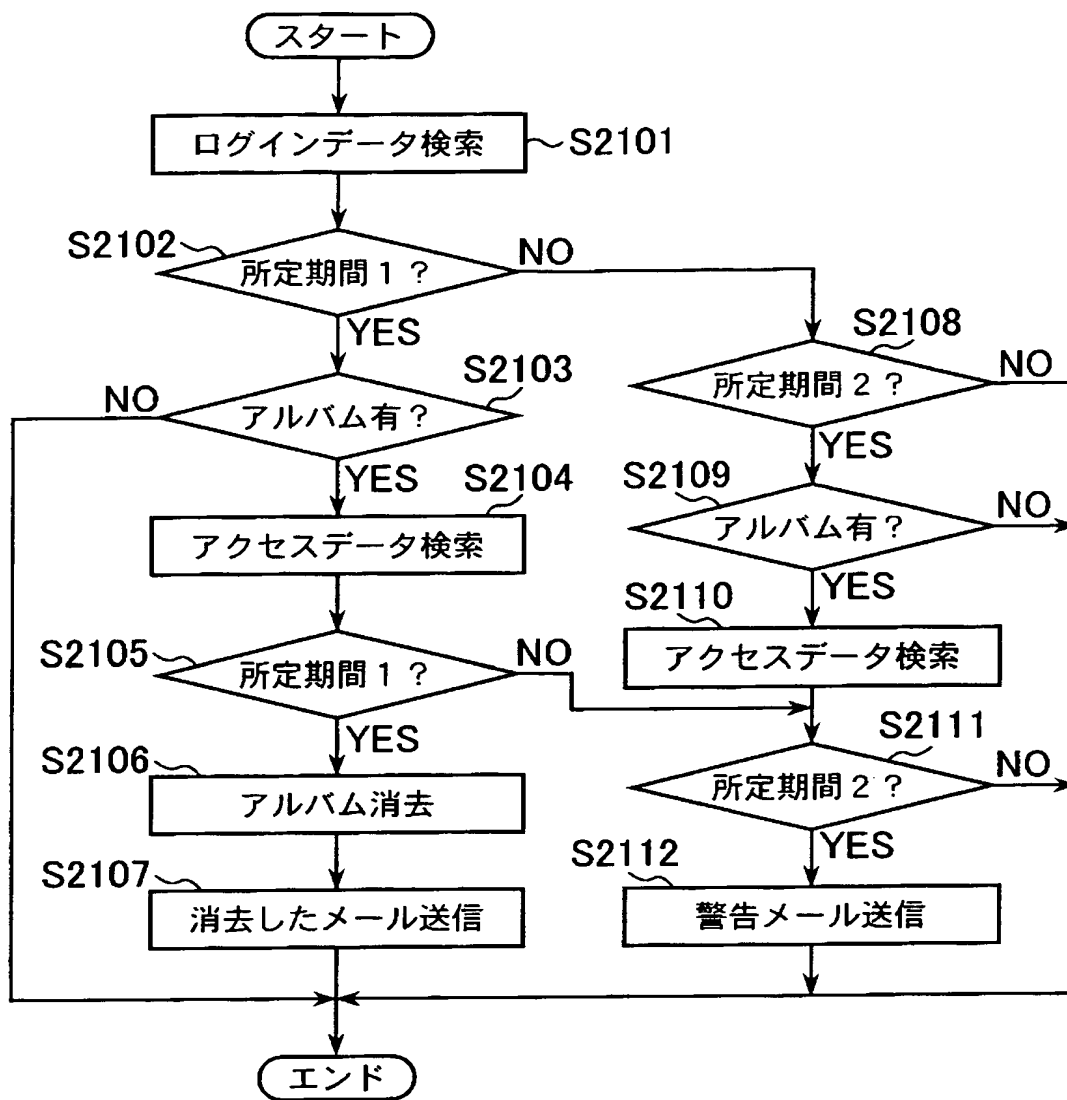 スタート
ログインデータ検索
S2101
S2102
所定期間1?
NO
YES
S2103
NO
アルバム有?
YES
S2104
アクセスデータ検索
S2105
所定期間1?
NO
YES
S2106
アルバム消去
S2107
消去したメール送信
S2108
所定期間2?
NO
YES
S2109
アルバム有?
NO
YES
S2110
アクセスデータ検索
S2111
所定期間2?
NO
YES
S2112
警告メール送信
エンド